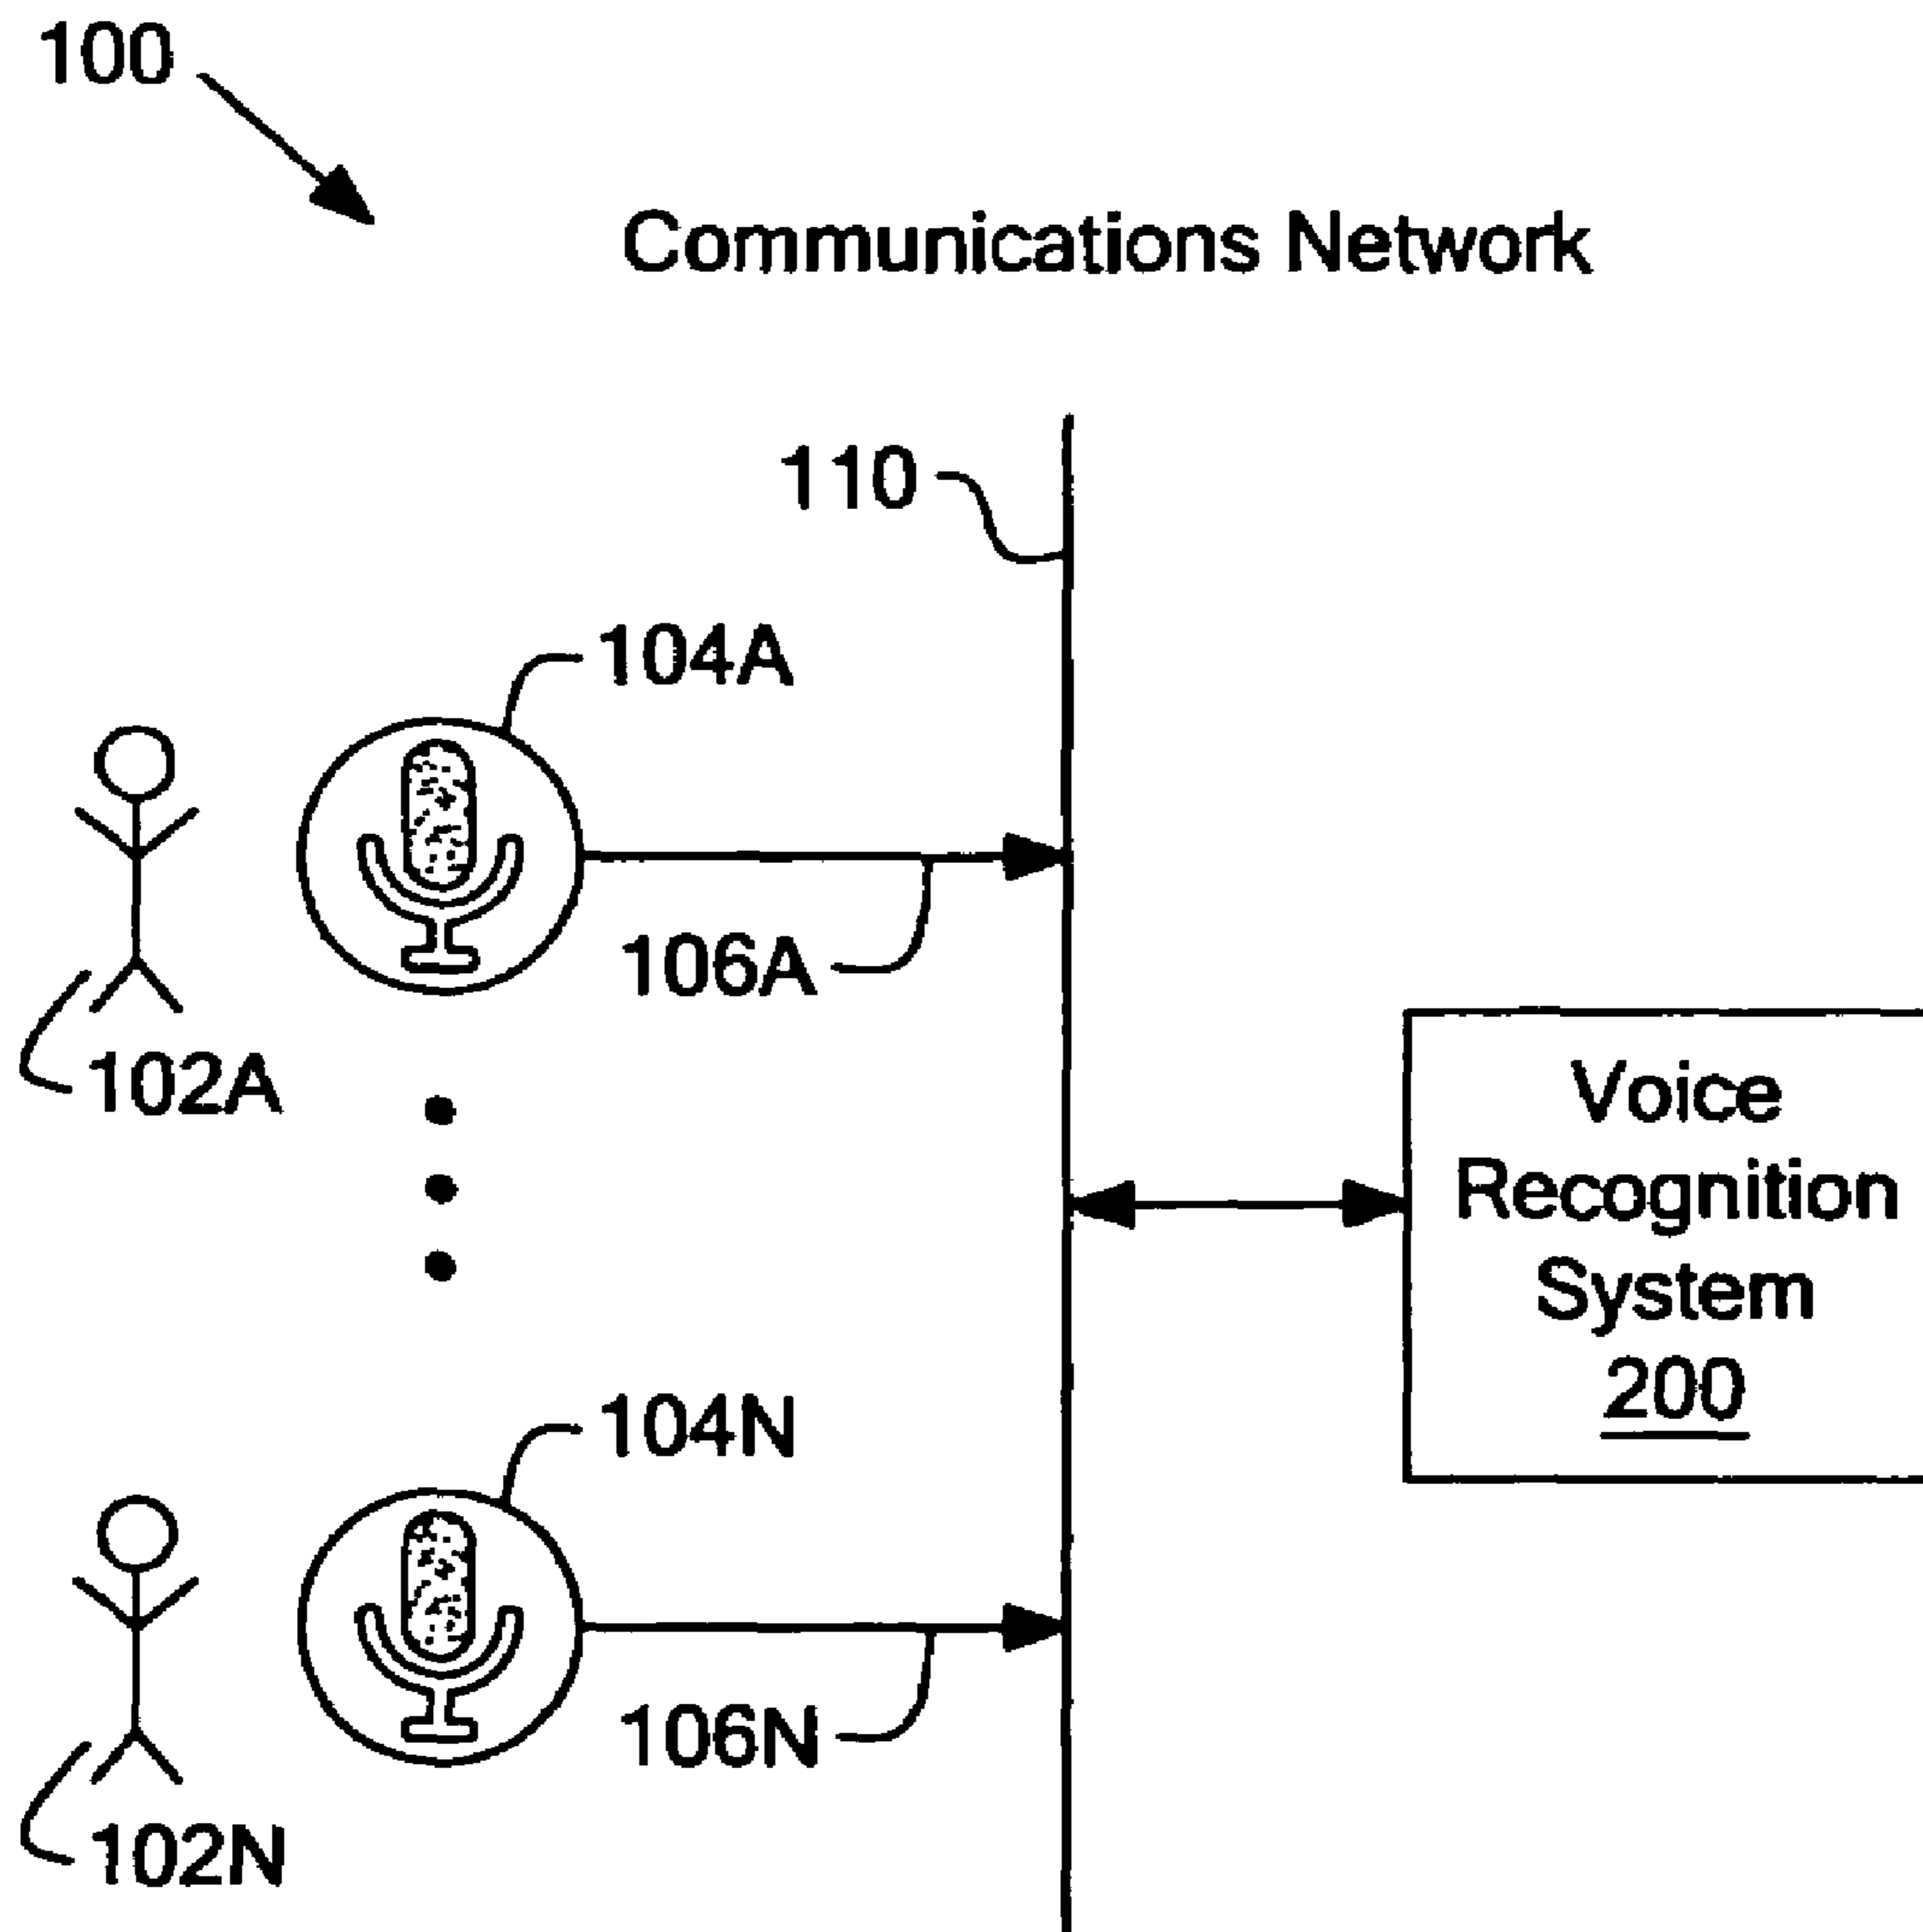 100
Communications Network
110
104A
106A
102A
Voice
Recognition
System
200
104N
106N
102N